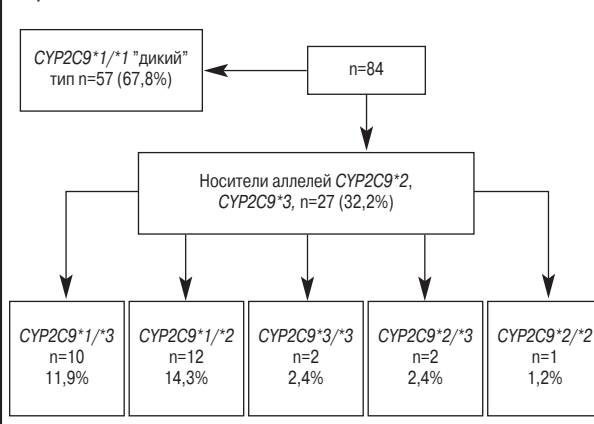 CYP2C9*1/*1 "дикий"
тип n=57 (67,8%)
n=84
Носители аллелей CYP2C9*2,
CYP2C9*3, n=27 (32,2%)
CYP2C9*1/*3
n=10
11,9%
CYP2C9*1/*2
n=12
14,3%
CYP2C9*3/*3
n=2
2,4%
CYP2C9*2/*3
n=2
2,4%
CYP2C9*2/*2
n=1
1,2%